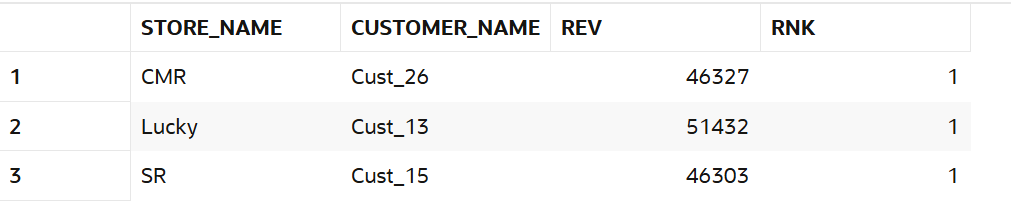 STORE_NAME CUSTOMER_NAME REV RNK
1 CMR Cust_26 46327 1
2 Lucky Cust_13 51432 1
3 SR Cust_15 46303 1